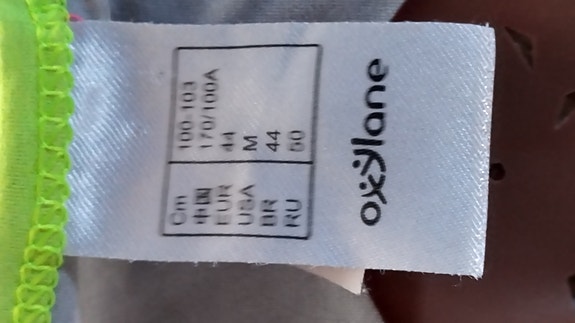 oxylane
Cm 100-103
中国 170/100A
EUR 44
USA M
BR 44
RU 50